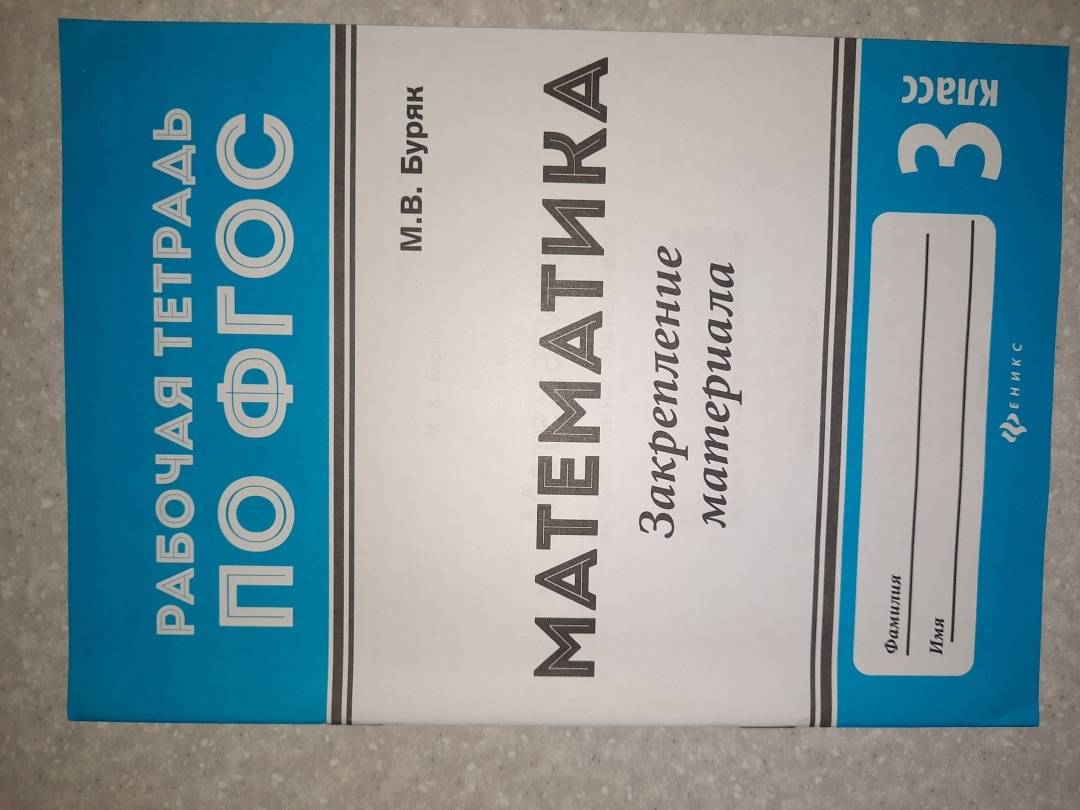 РАБОЧАЯ ТЕТРАДЬ
ПО ФГОС
М.В. Буряк
МАТЕМАТИКА
Закрепление
материала
3 класс
Фамилия
Имя
ФЕНИКС